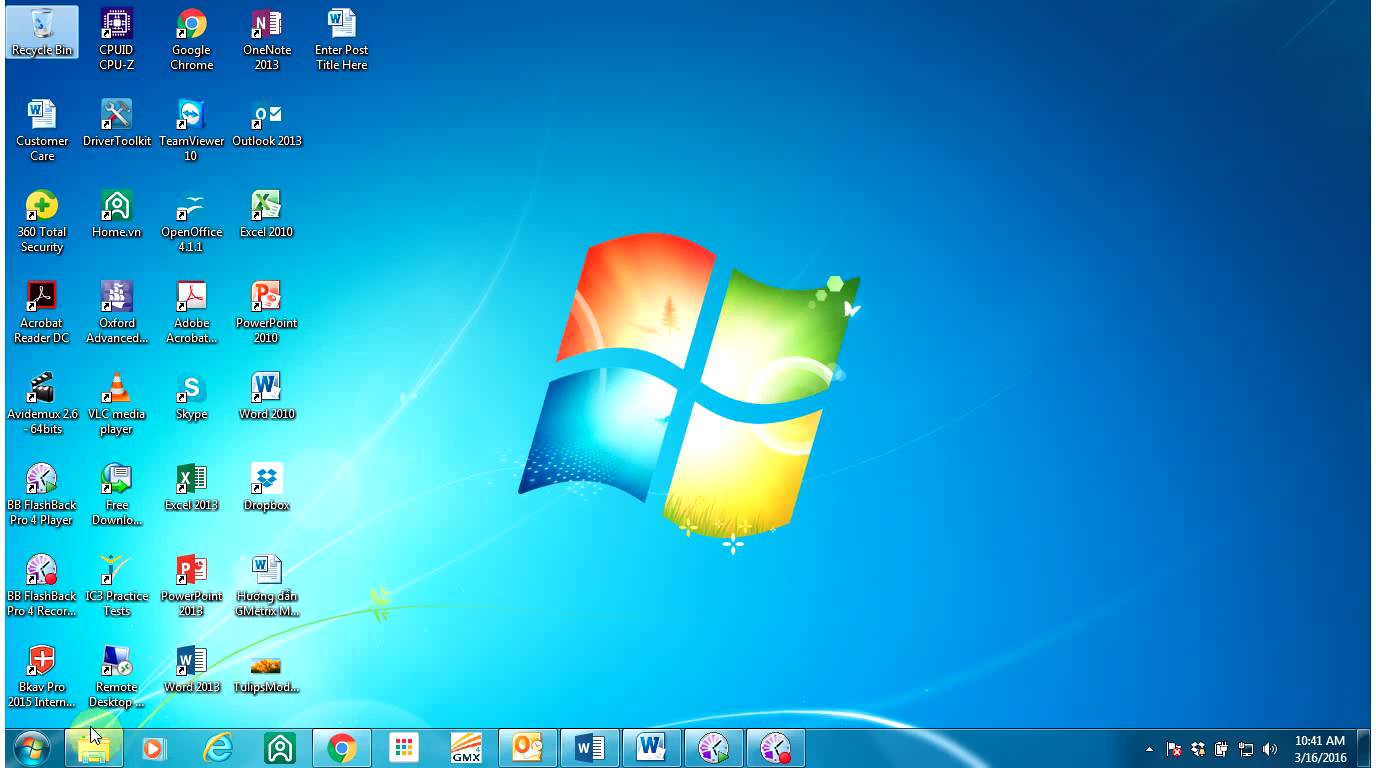 Recycle Bin
CPUID
CPU-Z
Google
Chrome
OneNote
2013
Enter Post
Title Here
Customer
Care
DriverToolkit
TeamViewer
10
Outlook 2013
360 Total
Security
Home.vn
OpenOffice
4.1.1
Excel 2010
Acrobat
Reader DC
Oxford
Advanced...
Adobe
Acrobat...
PowerPoint
2010
Avidemux 2.6
- 64bits
VLC media
player
Skype
Word 2010
BB FlashBack
Pro 4 Player
Free
Downlo...
Excel 2013
Dropbox
BB FlashBack
Pro 4 Recor...
IC3 Practice
Tests
PowerPoint
2013
Hướng dẫn
GMetrix M...
Bkav Pro
2015 Intern...
Remote
Desktop ...
Word 2013
TulipsMod...
GMX
10:41 AM
3/16/2016